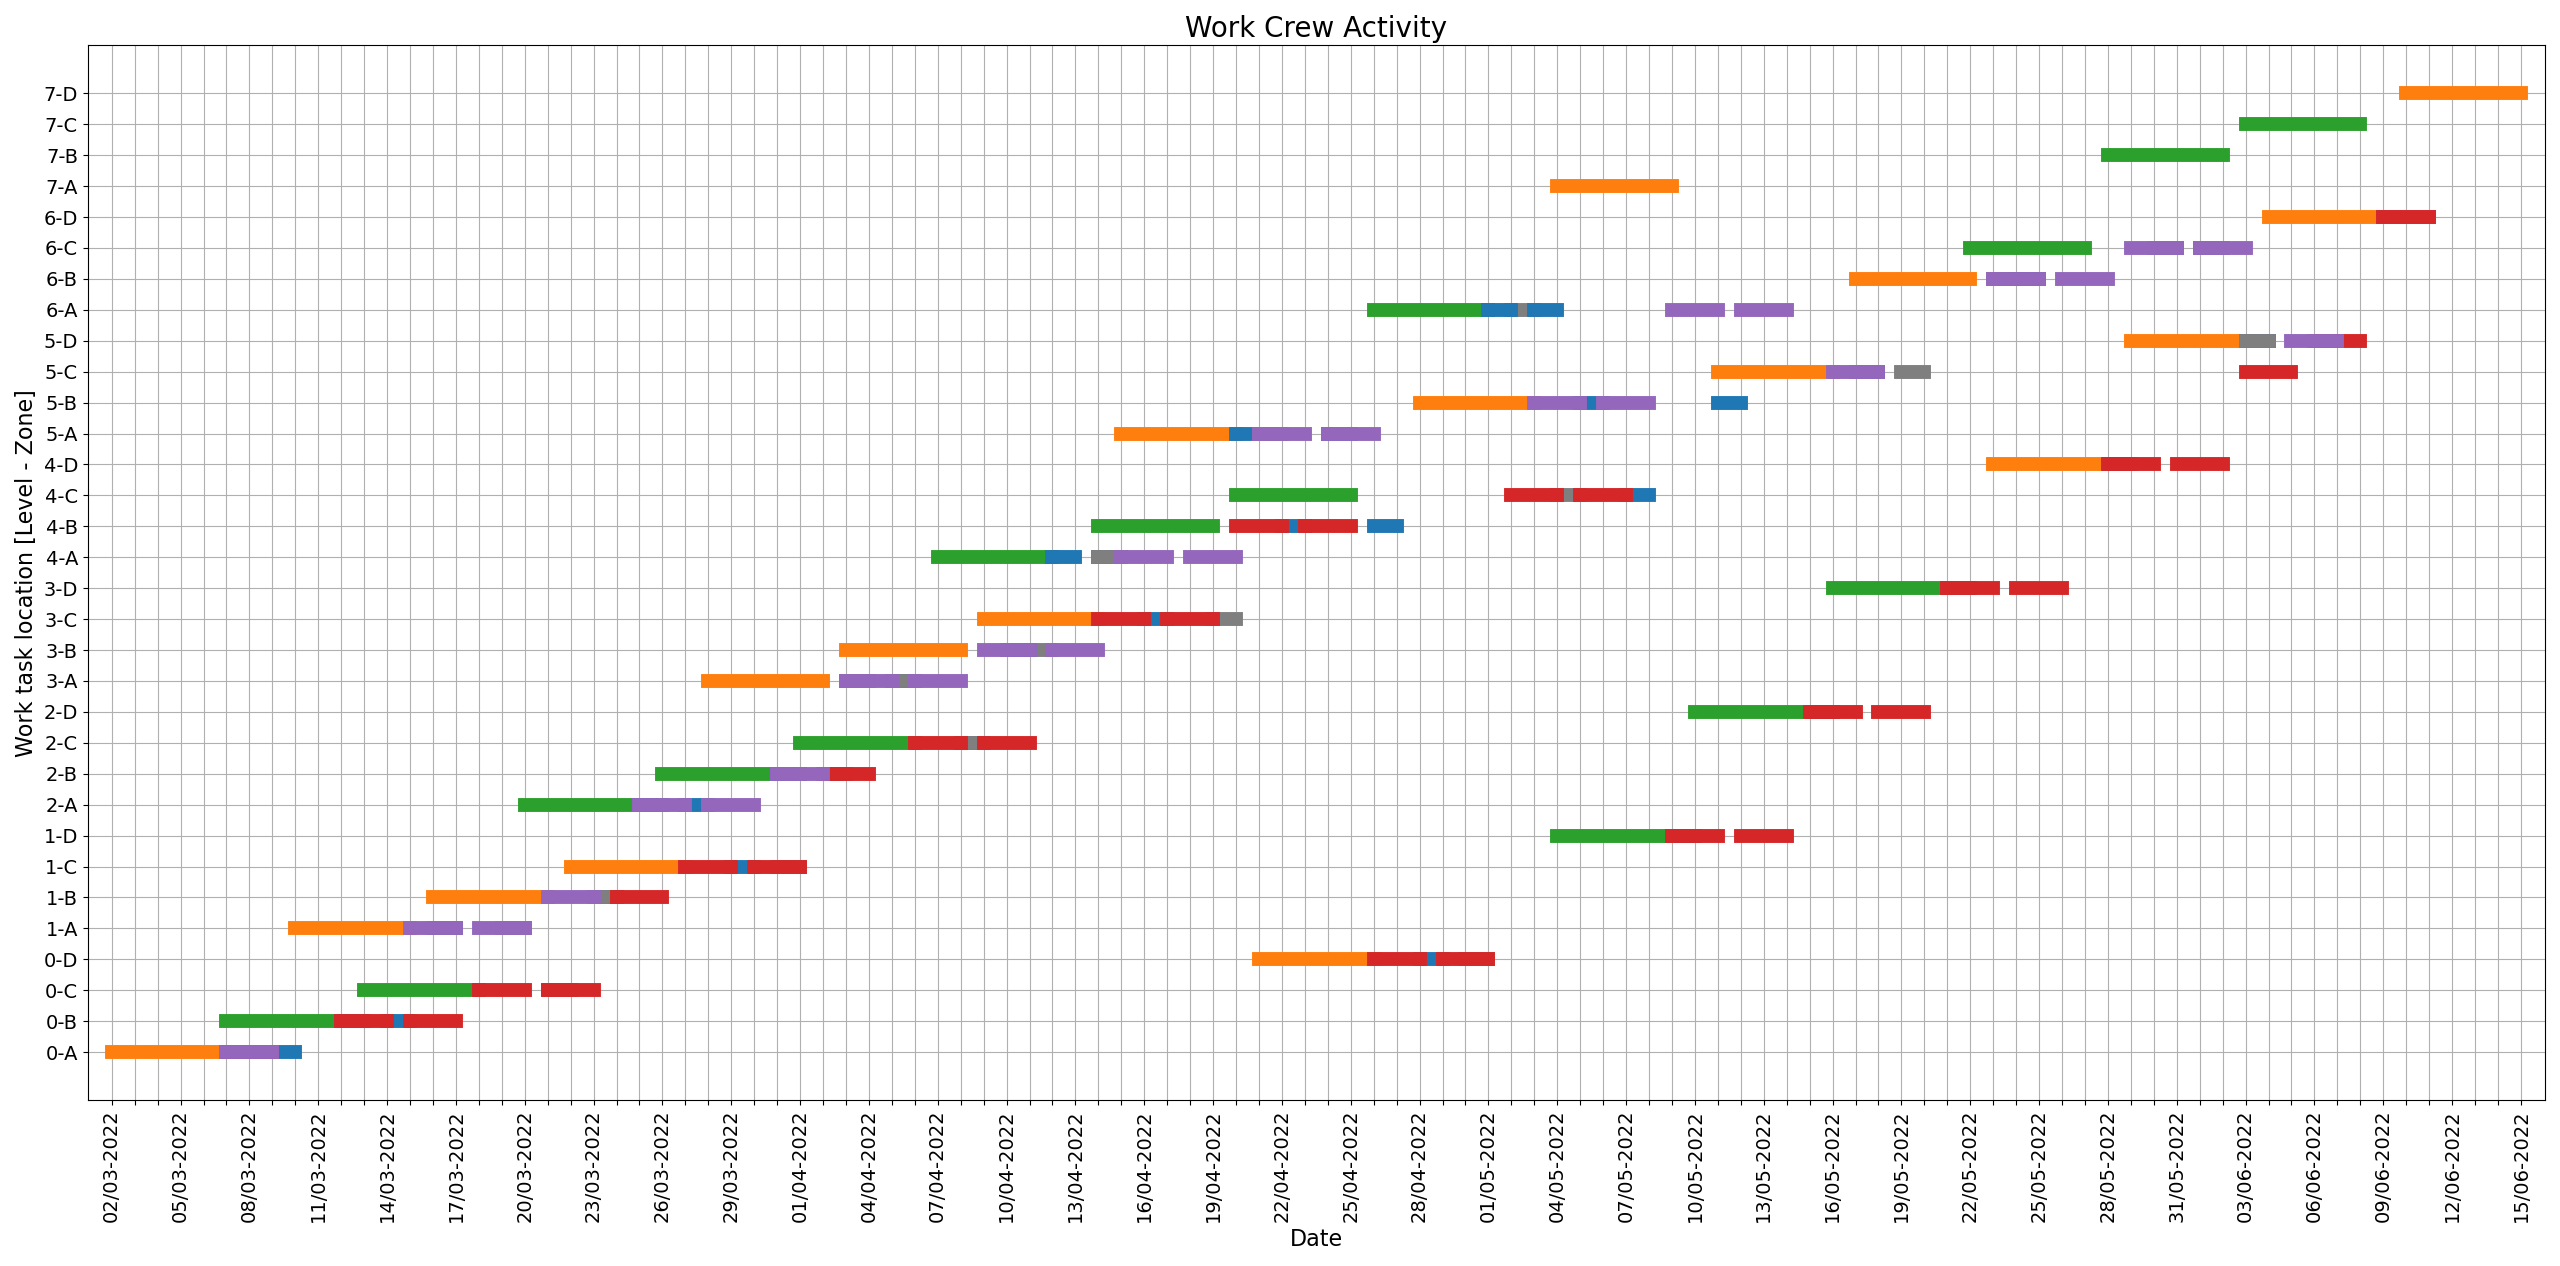 Work Crew Activity
Work task location [Level - Zone]
7-D
7-C
7-B
7-A
6-D
6-C
6-B
6-A
5-D
5-C
5-B
5-A
4-D
4-C
4-B
4-A
3-D
3-C
3-B
3-A
2-D
2-C
2-B
2-A
1-D
1-C
1-B
1-A
0-D
0-C
0-B
0-A
02/03-2022
05/03-2022
08/03-2022
11/03-2022
14/03-2022
17/03-2022
20/03-2022
23/03-2022
26/03-2022
29/03-2022
01/04-2022
04/04-2022
07/04-2022
10/04-2022
13/04-2022
16/04-2022
19/04-2022
22/04-2022
25/04-2022
28/04-2022
01/05-2022
04/05-2022
07/05-2022
10/05-2022
13/05-2022
16/05-2022
19/05-2022
22/05-2022
25/05-2022
28/05-2022
31/05-2022
03/06-2022
06/06-2022
09/06-2022
12/06-2022
15/06-2022
Date